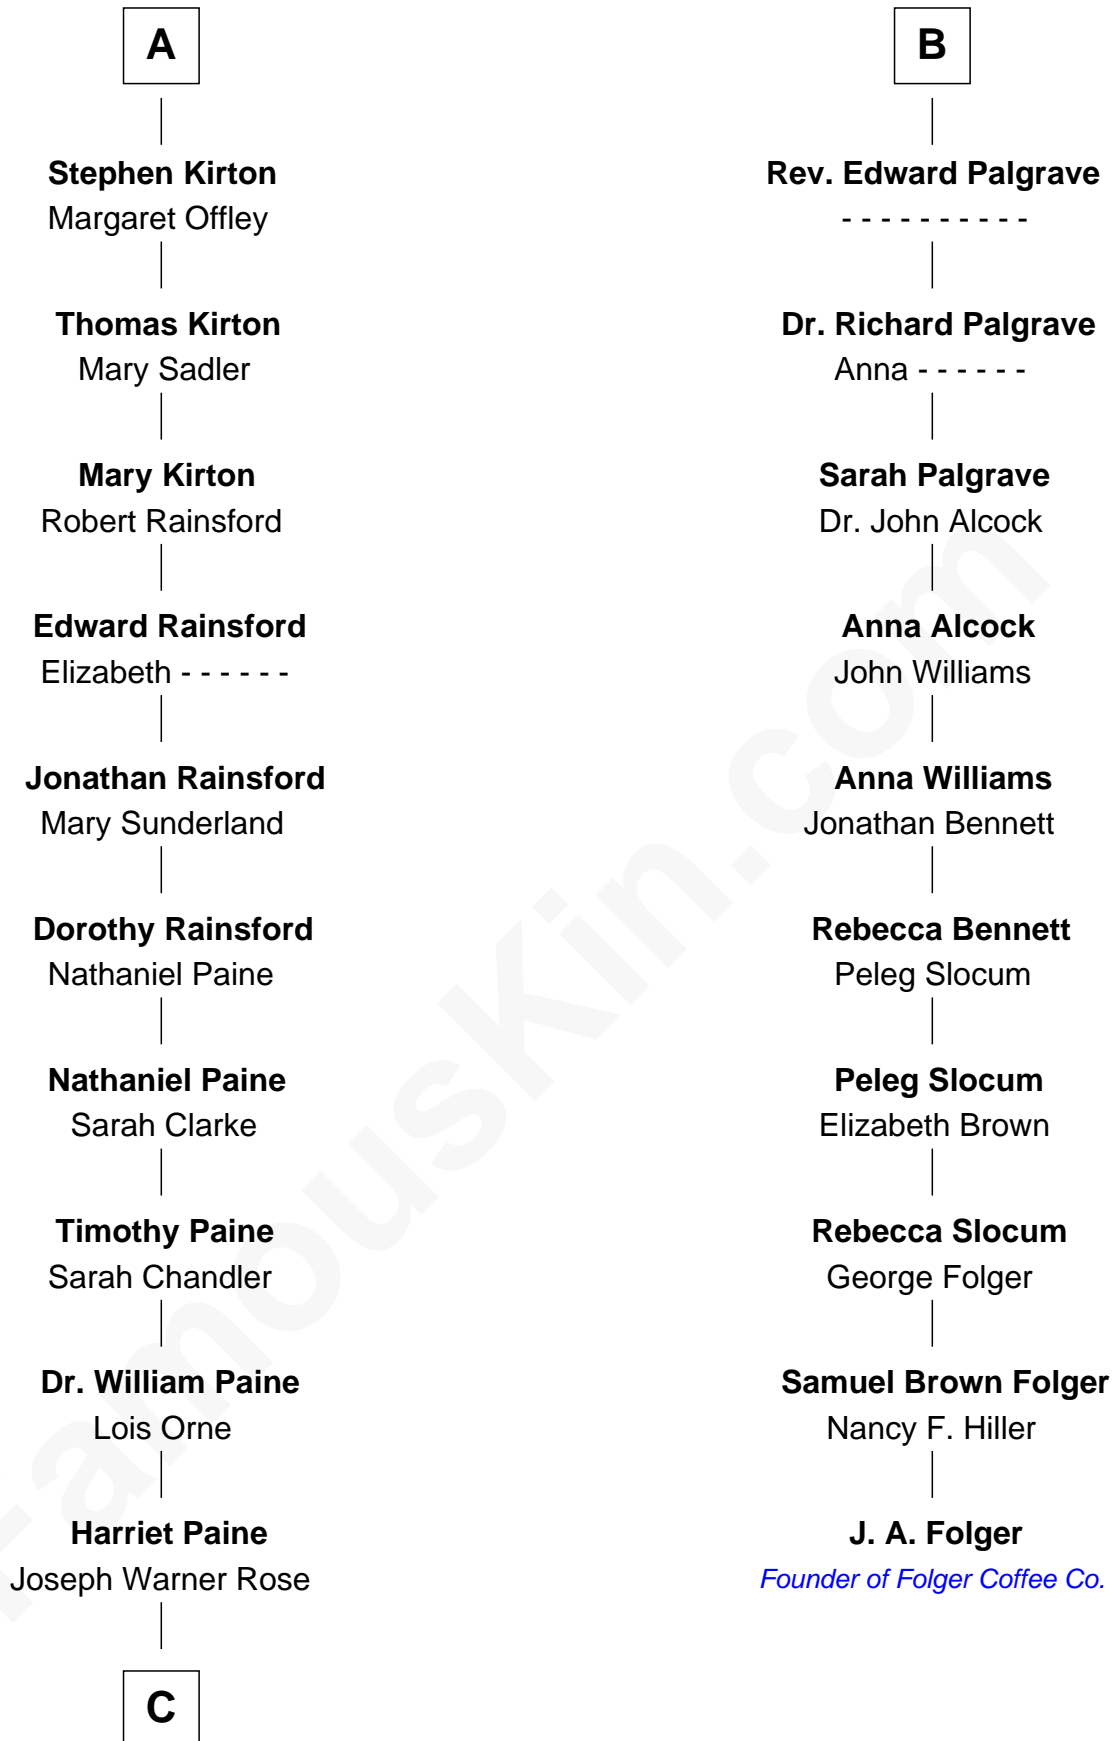 A
Stephen Kirton
Margaret Offley
Thomas Kirton
Mary Sadler
Mary Kirton
Robert Rainsford
Edward Rainsford
Elizabeth - - - - - -
Jonathan Rainsford
Mary Sunderland
Dorothy Rainsford
Nathaniel Paine
Nathaniel Paine
Sarah Clarke
Timothy Paine
Sarah Chandler
Dr. William Paine
Lois Orne
Harriet Paine
Joseph Warner Rose
C
B
Rev. Edward Palgrave
- - - - - - - - - -
Dr. Richard Palgrave
Anna - - - - - -
Sarah Palgrave
Dr. John Alcock
Anna Alcock
John Williams
Anna Williams
Jonathan Bennett
Rebecca Bennett
Peleg Slocum
Peleg Slocum
Elizabeth Brown
Rebecca Slocum
George Folger
Samuel Brown Folger
Nancy F. Hiller
J. A. Folger
Founder of Folger Coffee Co.
FamousKin.com